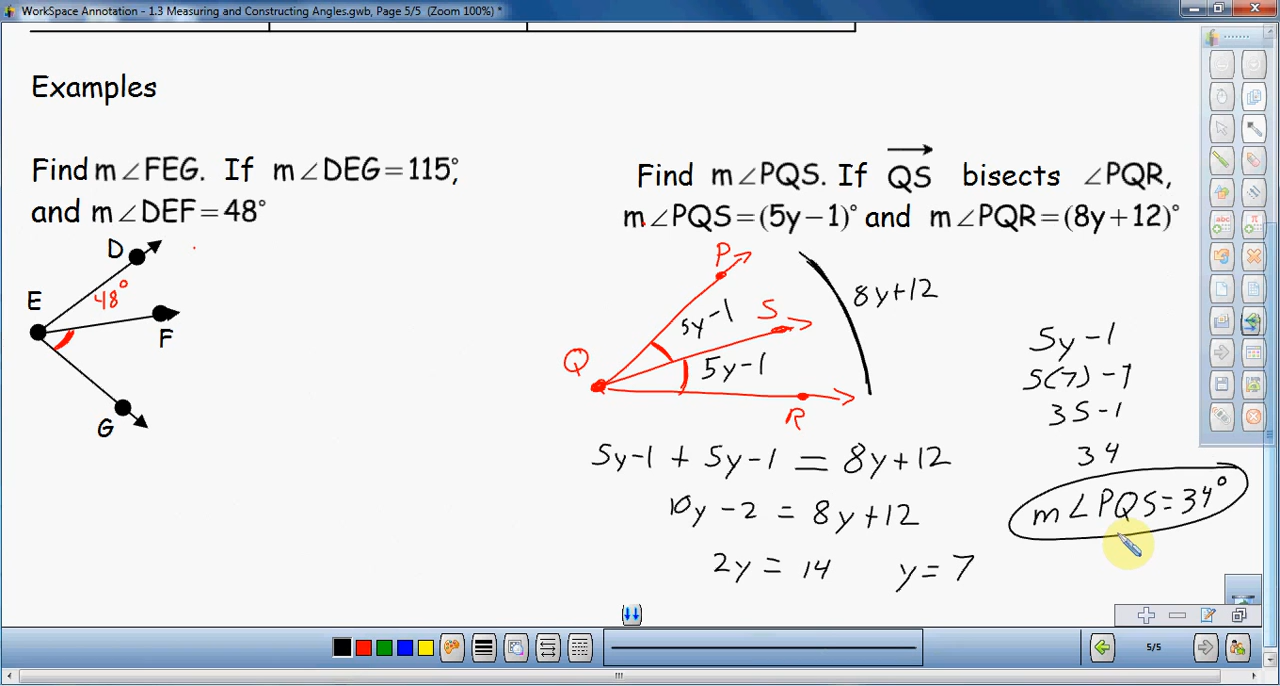 WorkSpace Annotation - 1.3 Measuring and Constructing Angles.gwb, Page 5/5 (Zoom 100%) *
Examples
Find m∠FEG. If m∠DEG=115°,
and m∠DEF=48°
D
48°
E
F
G
Find m∠PQS. If QS bisects ∠PQR,
m∠PQS=(5y-1)° and m∠PQR=(8y+12)°
P
8y+12
5y-1
S
Q
5y-1
R
5y-1 + 5y-1 = 8y+12
10y-2 = 8y+12
2y = 14 y=7
5y-1
5(7)-1
35-1
34
m∠PQS=34°
abc
π
5/5